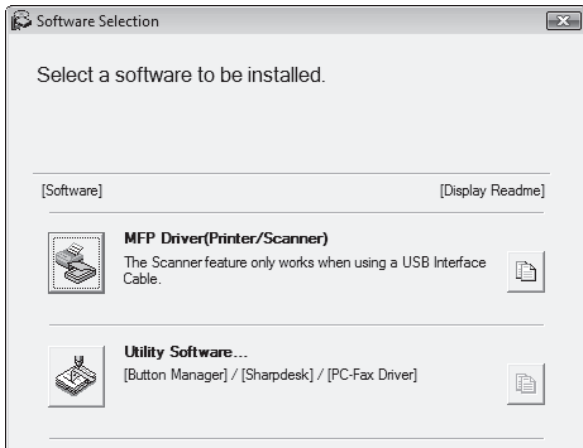 Software Selection
Select a software to be installed.
[Software] [Display Readme]
MFP Driver(Printer/Scanner)
The Scanner feature only works when using a USB Interface
Cable.
Utility Software...
[Button Manager] / [Sharpdesk] / [PC-Fax Driver]